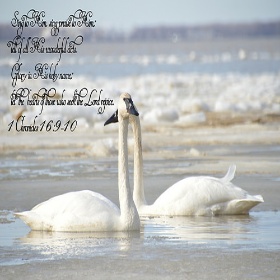 Sing to Him, sing praise to Him;
tell of all His wonderful acts.
Glory in His holy name;
let the hearts of those who seek the Lord rejoice.
1 Chronicles 16:9-10